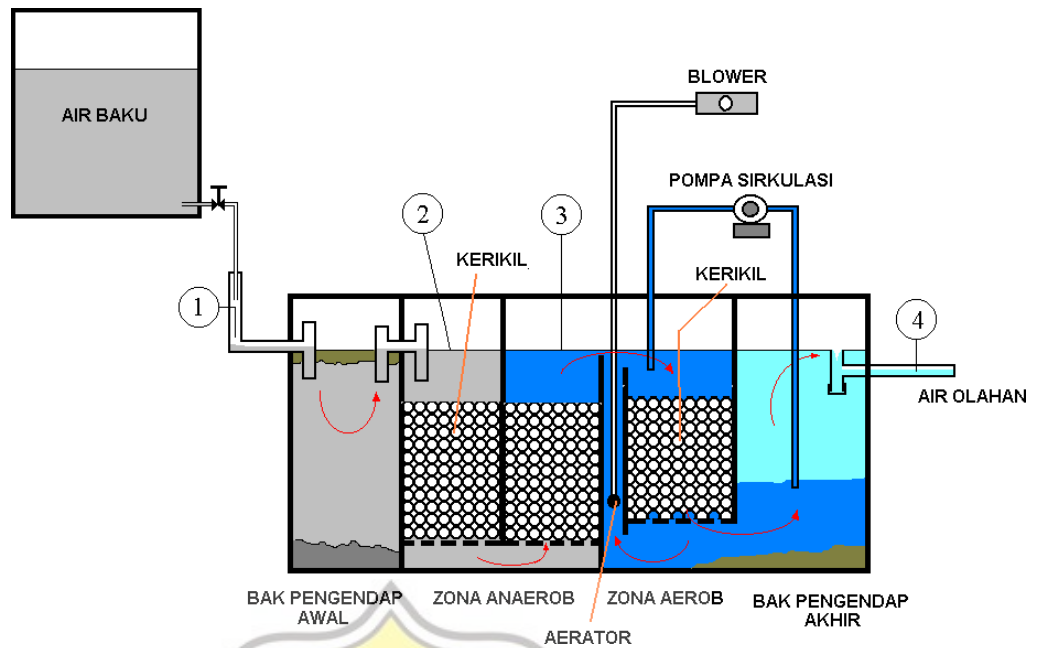 AIR BAKU
BLOWER
POMPA SIRKULASI
1
2
3
4
KERIKIL
KERIKIL
AIR OLAHAN
BAK PENGENDAP
AWAL
ZONA ANAEROB
ZONA AEROB
BAK PENGENDAP
AKHIR
AERATOR